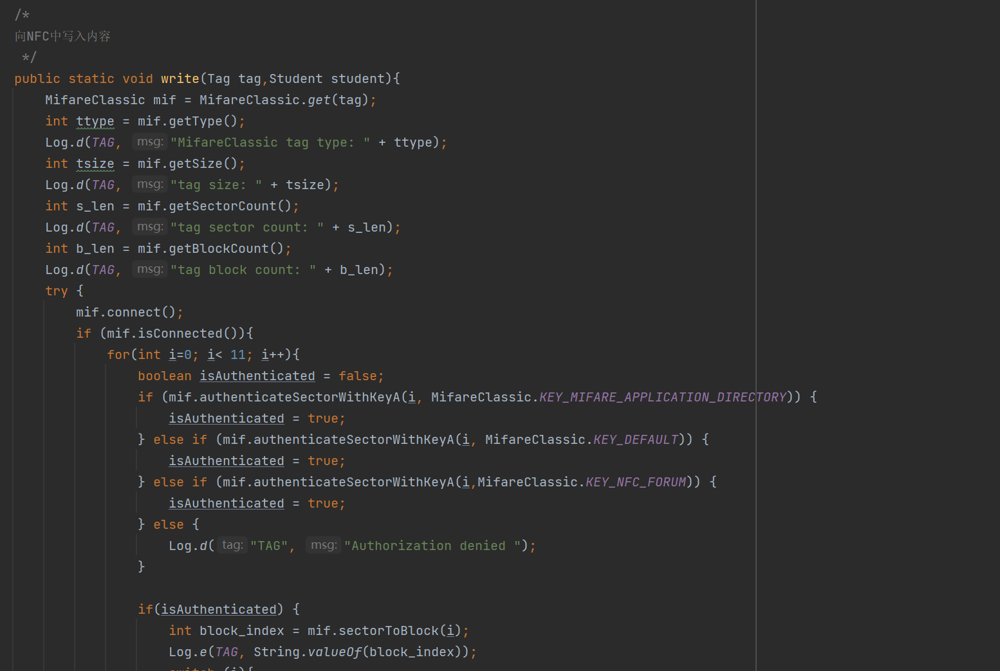 /*
向NFC中写入内容
*/
public static void write(Tag tag,Student student){
MifareClassic mif = MifareClassic.get(tag);
int ttype = mif.getType();
Log.d(TAG, msg: "MifareClassic tag type: " + ttype);
int tsize = mif.getSize();
Log.d(TAG, msg: "tag size: " + tsize);
int s_len = mif.getSectorCount();
Log.d(TAG, msg: "tag sector count: " + s_len);
int b_len = mif.getBlockCount();
Log.d(TAG, msg: "tag block count: " + b_len);
try {
mif.connect();
if (mif.isConnected()){
for(int i=0; i< 11; i++){
boolean isAuthenticated = false;
if (mif.authenticateSectorWithKeyA(i, MifareClassic.KEY_MIFARE_APPLICATION_DIRECTORY)) {
isAuthenticated = true;
} else if (mif.authenticateSectorWithKeyA(i, MifareClassic.KEY_DEFAULT)) {
isAuthenticated = true;
} else if (mif.authenticateSectorWithKeyA(i,MifareClassic.KEY_NFC_FORUM)) {
isAuthenticated = true;
} else {
Log.d( tag: "TAG", msg: "Authorization denied ");
}
if(isAuthenticated) {
int block_index = mif.sectorToBlock(i);
Log.e(TAG, String.valueOf(block_index));
switch (i){